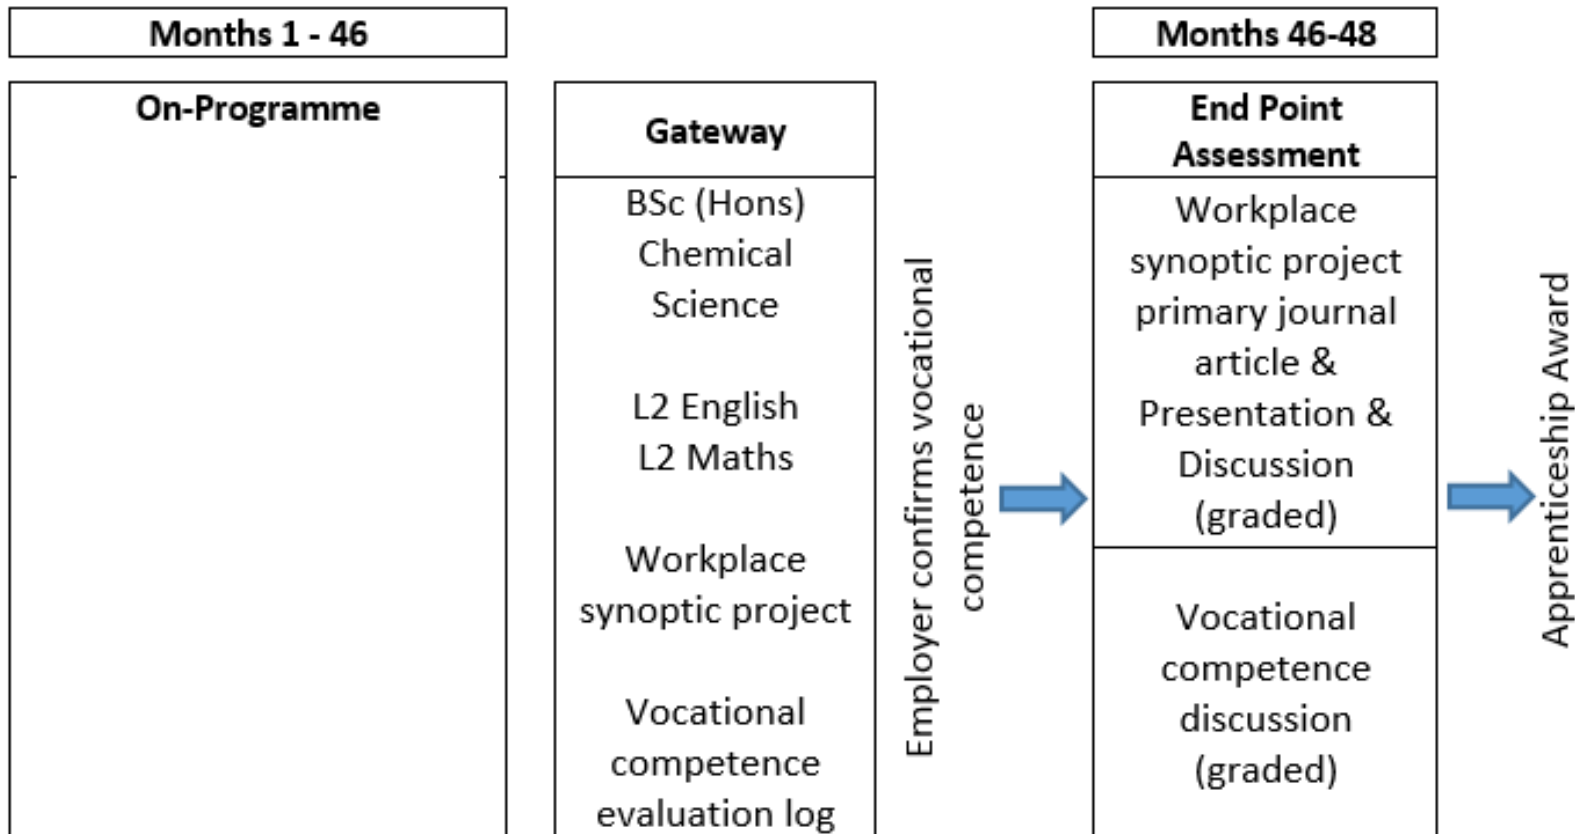 Months 1 - 46
On-Programme
Gateway
BSc (Hons)
Chemical
Science
L2 English
L2 Maths
Workplace
synoptic project
Vocational
competence
evaluation log
Employer confirms vocational
competence
Months 46-48
End Point
Assessment
Workplace
synoptic project
primary journal
article &
Presentation &
Discussion
(graded)
Vocational
competence
discussion
(graded)
Apprenticeship Award